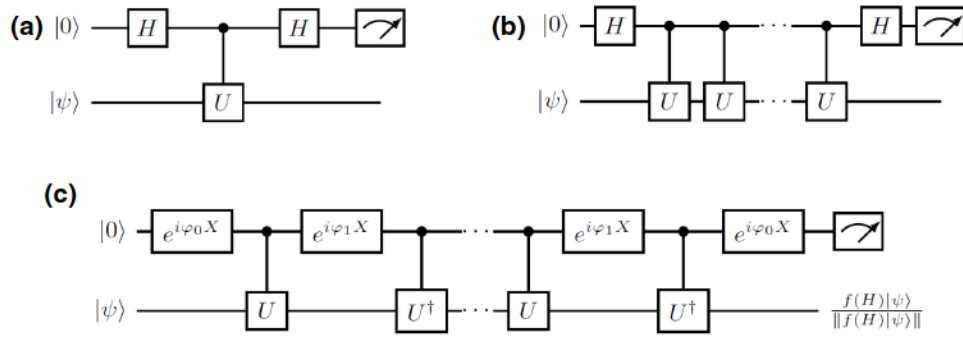 (a) |0⟩ H H
|ψ⟩ U
(b) |0⟩ H H
|ψ⟩ U U ··· U
(c)
|0⟩ e^{iφ₀X} e^{iφ₁X} ··· e^{iφ₁X} e^{iφ₀X}
|ψ⟩ U U† ··· U U† f(H)|ψ⟩ / ‖f(H)|ψ⟩‖